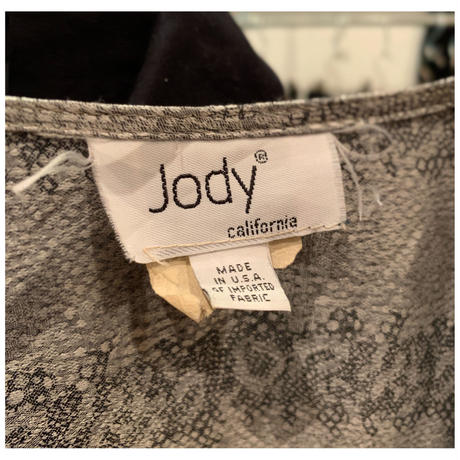 Jody®
california
MADE
IN U.S.A.
OF IMPORTED
FABRIC